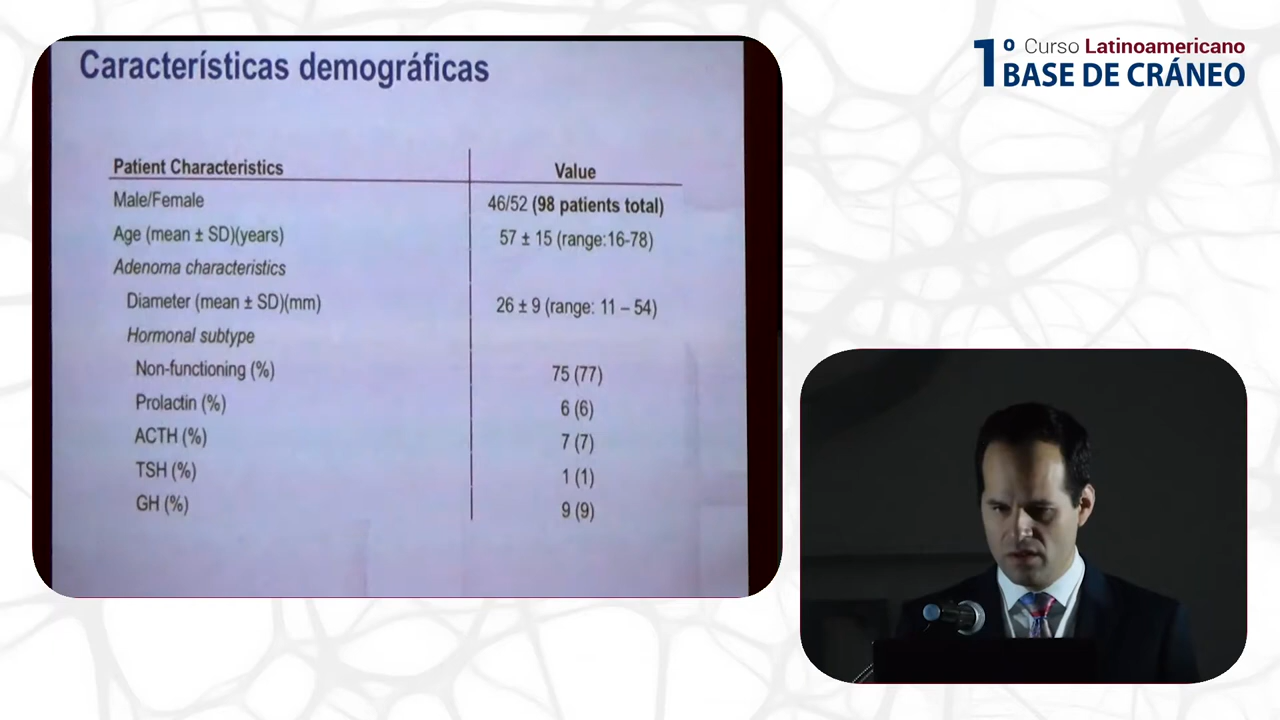 Características demográficas
Patient Characteristics Value
Male/Female 46/52 (98 patients total)
Age (mean ± SD)(years) 57 ± 15 (range:16-78)
Adenoma characteristics
Diameter (mean ± SD)(mm) 26 ± 9 (range: 11 – 54)
Hormonal subtype
Non-functioning (%) 75 (77)
Prolactin (%) 6 (6)
ACTH (%) 7 (7)
TSH (%) 1 (1)
GH (%) 9 (9)
1º Curso Latinoamericano
BASE DE CRÁNEO